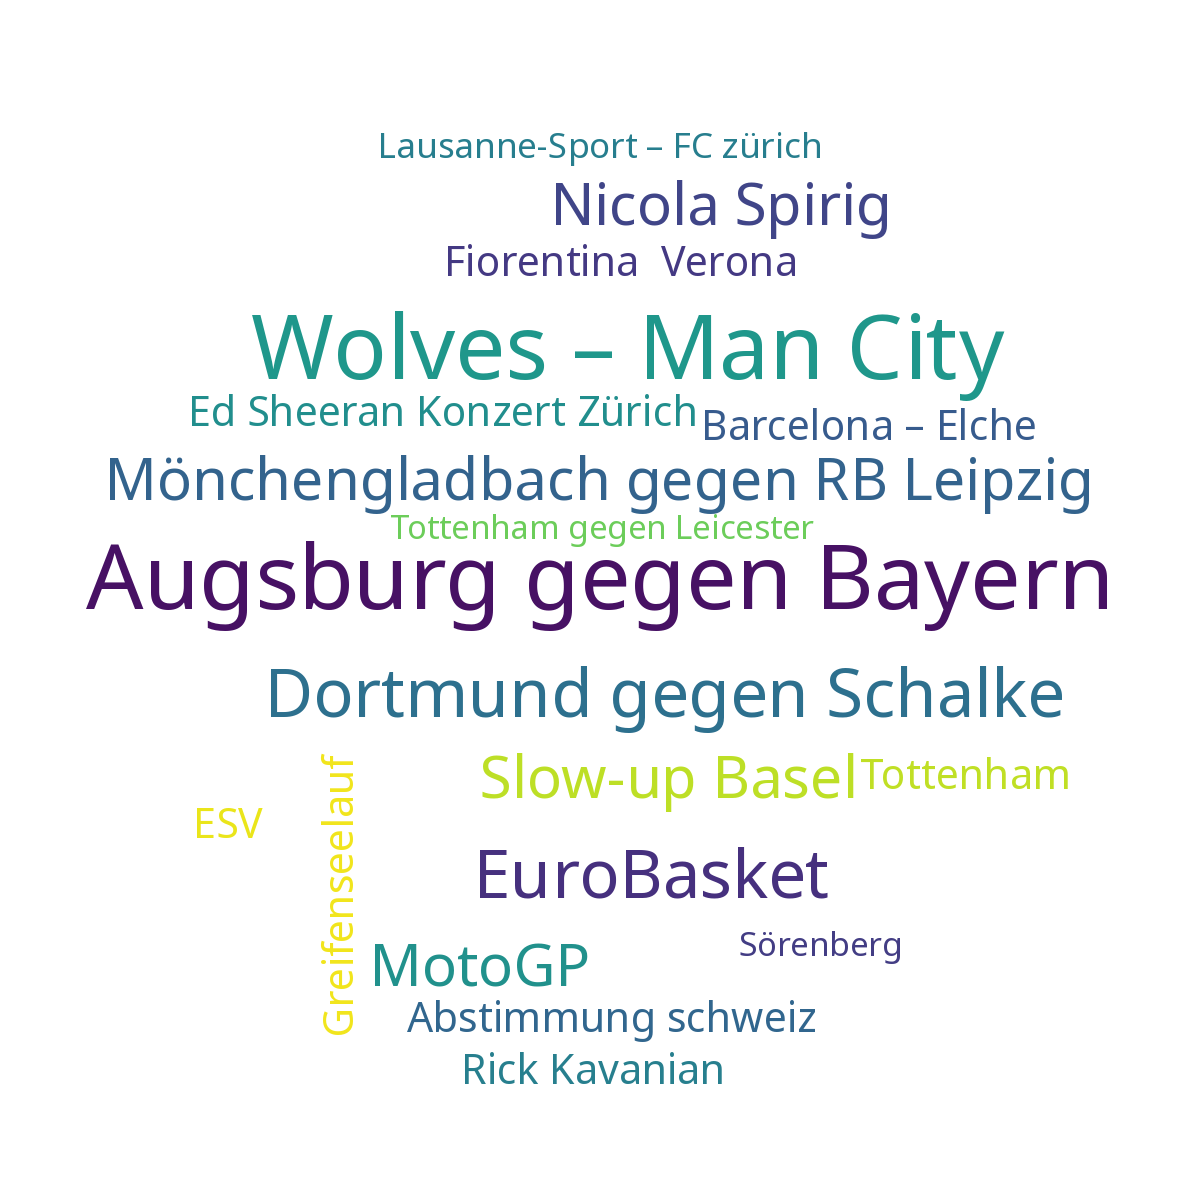 Lausanne-Sport – FC zürich
Nicola Spirig
Fiorentina  Verona
Wolves – Man City
Ed Sheeran Konzert Zürich
Barcelona – Elche
Mönchengladbach gegen RB Leipzig
Tottenham gegen Leicester
Augsburg gegen Bayern
Dortmund gegen Schalke
Slow-up Basel
Tottenham
ESV
Greifenseelauf
EuroBasket
Sörenberg
MotoGP
Abstimmung schweiz
Rick Kavanian